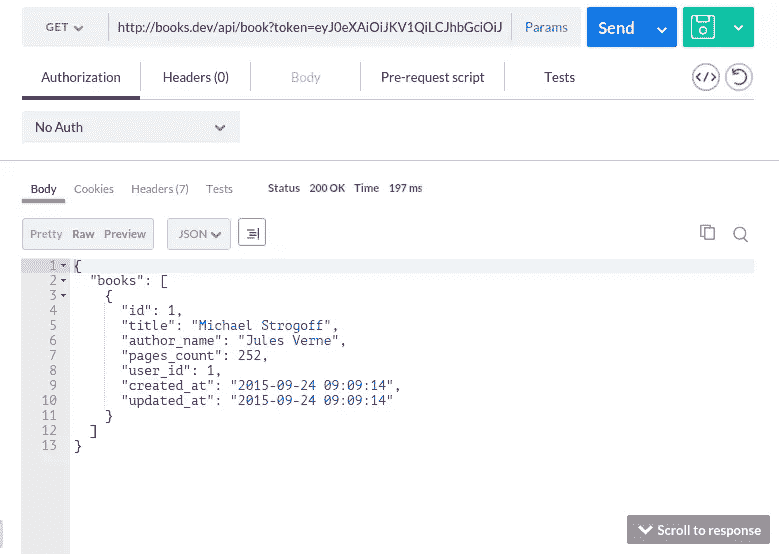 GET http://books.dev/api/book?token=eyJ0eXAiOiJKV1QiLCJhbGciOiJ Params Send
Authorization Headers (0) Body Pre-request script Tests </>
No Auth
Body Cookies Headers (7) Tests Status 200 OK Time 197 ms
Pretty Raw Preview JSON
1 {
2 "books": [
3 {
4 "id": 1,
5 "title": "Michael Strogoff",
6 "author_name": "Jules Verne",
7 "pages_count": 252,
8 "user_id": 1,
9 "created_at": "2015-09-24 09:09:14",
10 "updated_at": "2015-09-24 09:09:14"
11 }
12 ]
13 }
Scroll to response